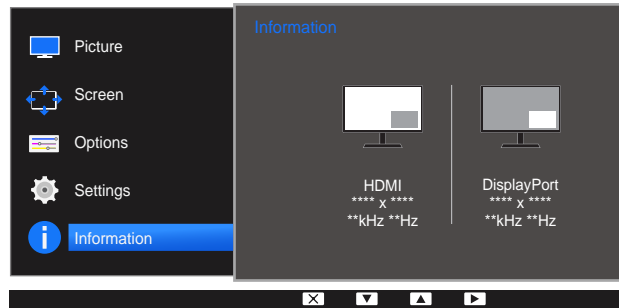 Information
Picture
Screen
Options
Settings
Information
HDMI
**** x ****
**kHz **Hz
DisplayPort
**** x ****
**kHz **Hz